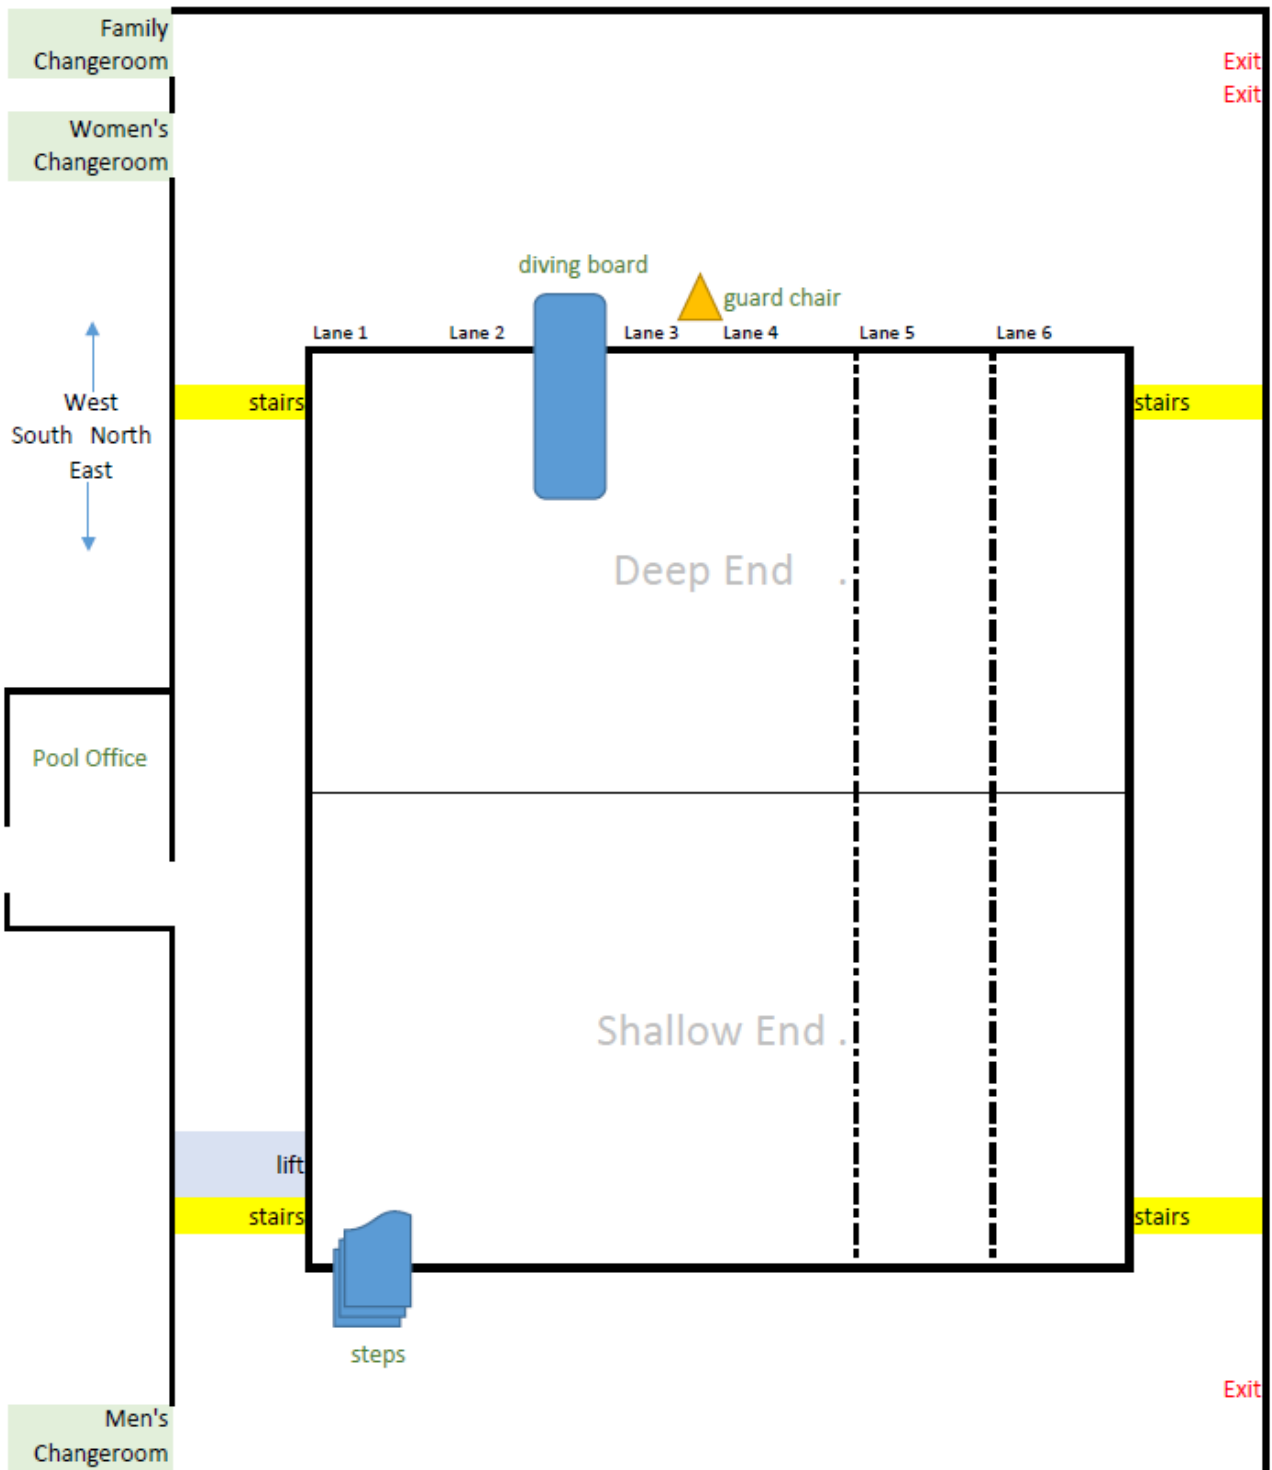 Family
Changeroom
Exit
Exit
Women's
Changeroom
diving board
guard chair
Lane 1 Lane 2 Lane 3 Lane 4 Lane 5 Lane 6
West
South North
East
stairs
stairs
Deep End .
Pool Office
Shallow End .
lift
stairs
stairs
steps
Exit
Men's
Changeroom